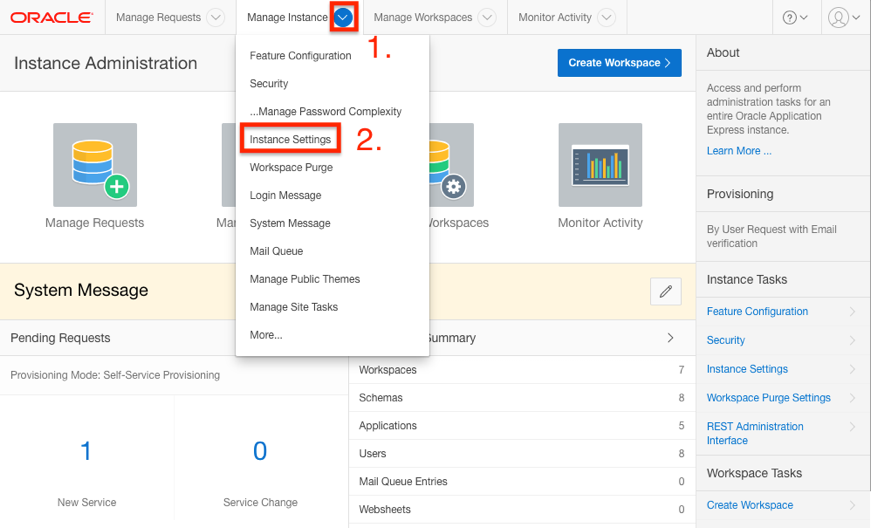 ORACLE
Manage Requests
Manage Instance
Manage Workspaces
Monitor Activity
1.
Instance Administration
Create Workspace
Feature Configuration
Security
...Manage Password Complexity
Instance Settings
2.
Workspace Purge
Login Message
System Message
Mail Queue
Manage Public Themes
Manage Site Tasks
More...
Manage Requests
Workspaces
Monitor Activity
System Message
Pending Requests
Summary
Provisioning Mode: Self-Service Provisioning
1
New Service
0
Service Change
Workspaces 7
Schemas 8
Applications 5
Users 8
Mail Queue Entries 0
Websheets 0
About
Access and perform
administration tasks for an
entire Oracle Application
Express instance.
Learn More ...
Provisioning
By User Request with Email
verification
Instance Tasks
Feature Configuration
Security
Instance Settings
Workspace Purge Settings
REST Administration
Interface
Workspace Tasks
Create Workspace